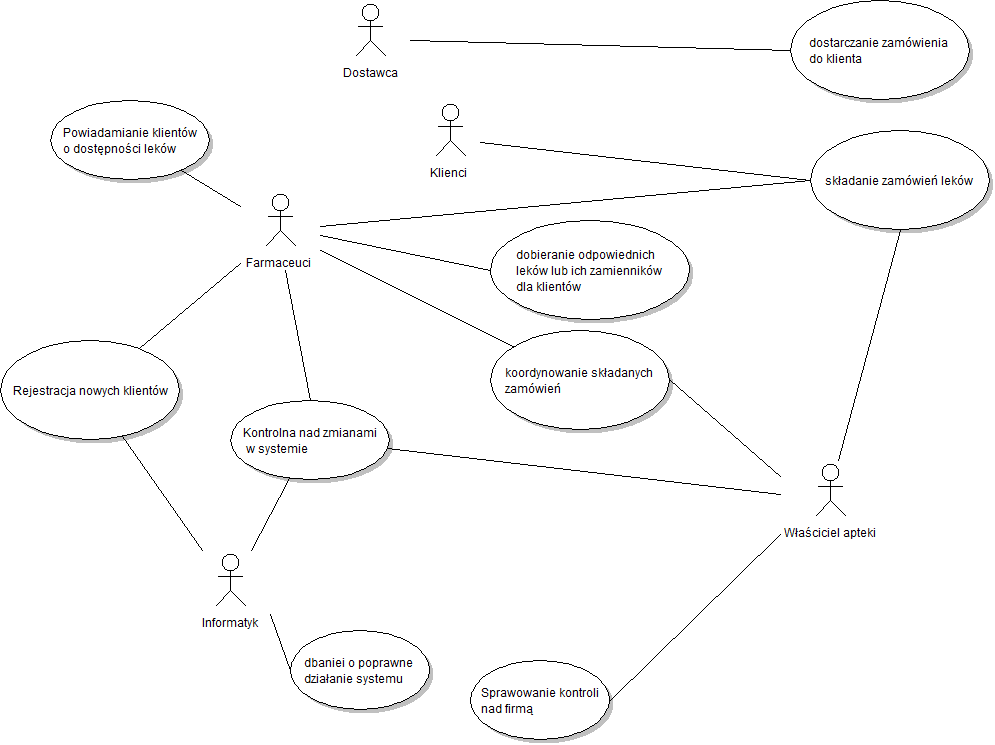 dostarczanie zamówienia
do klienta
Dostawca
Powiadamianie klientów
o dostępności leków
Klienci
składanie zamówień leków
Farmaceuci
dobieranie odpowiednich
leków lub ich zamienników
dla klientów
koordynowanie składanych
zamówień
Rejestracja nowych klientów
Kontrolna nad zmianami
w systemie
Właściciel apteki
Informatyk
dbaniei o poprawne
działanie systemu
Sprawowanie kontroli
nad firmą